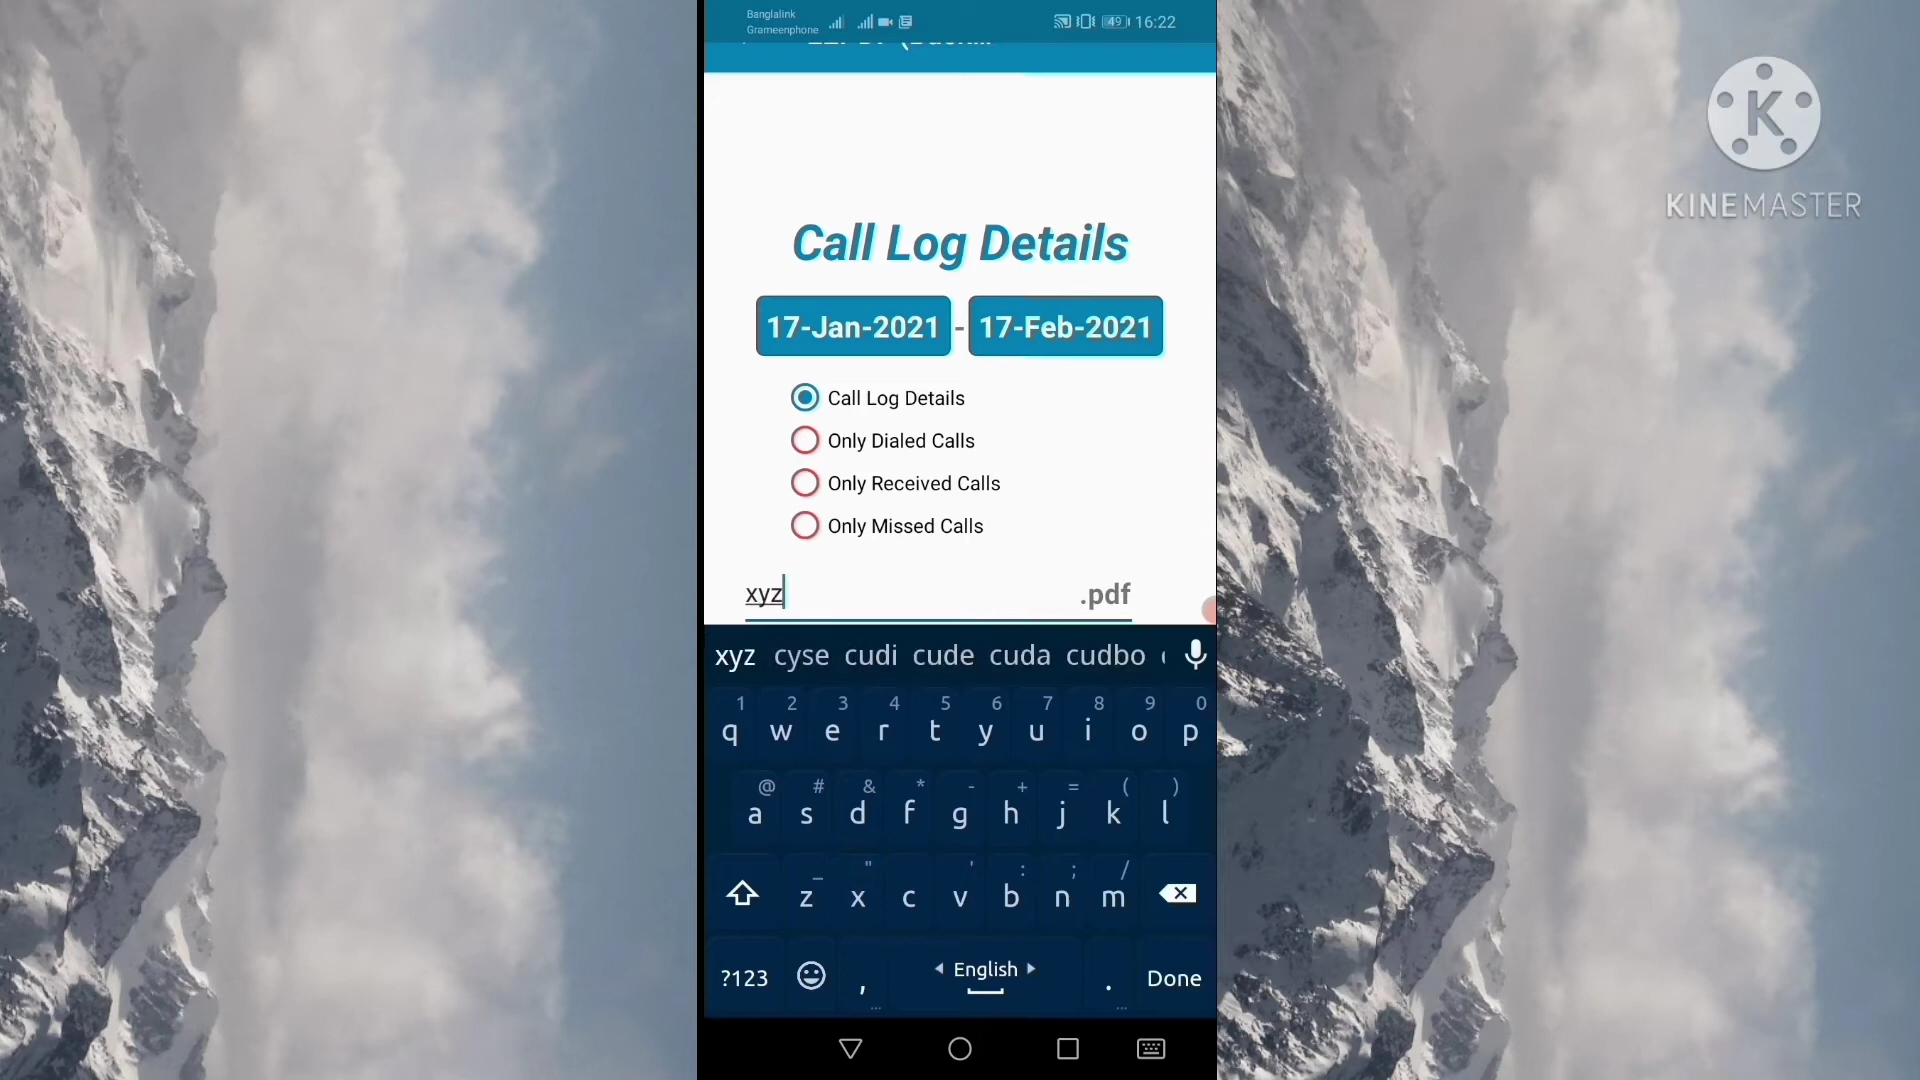 Banglalink
Grameenphone
49
16:22
KINEMASTER
Call Log Details
17-Jan-2021 - 17-Feb-2021
Call Log Details
Only Dialed Calls
Only Received Calls
Only Missed Calls
xyz .pdf
xyz cyse cudi cude cuda cudbo
1 2 3 4 5 6 7 8 9 0
q w e r t y u i o p
@ # & * - + = ( )
a s d f g h j k l
_ " ' : ; /
z x c v b n m
?123 , English . Done